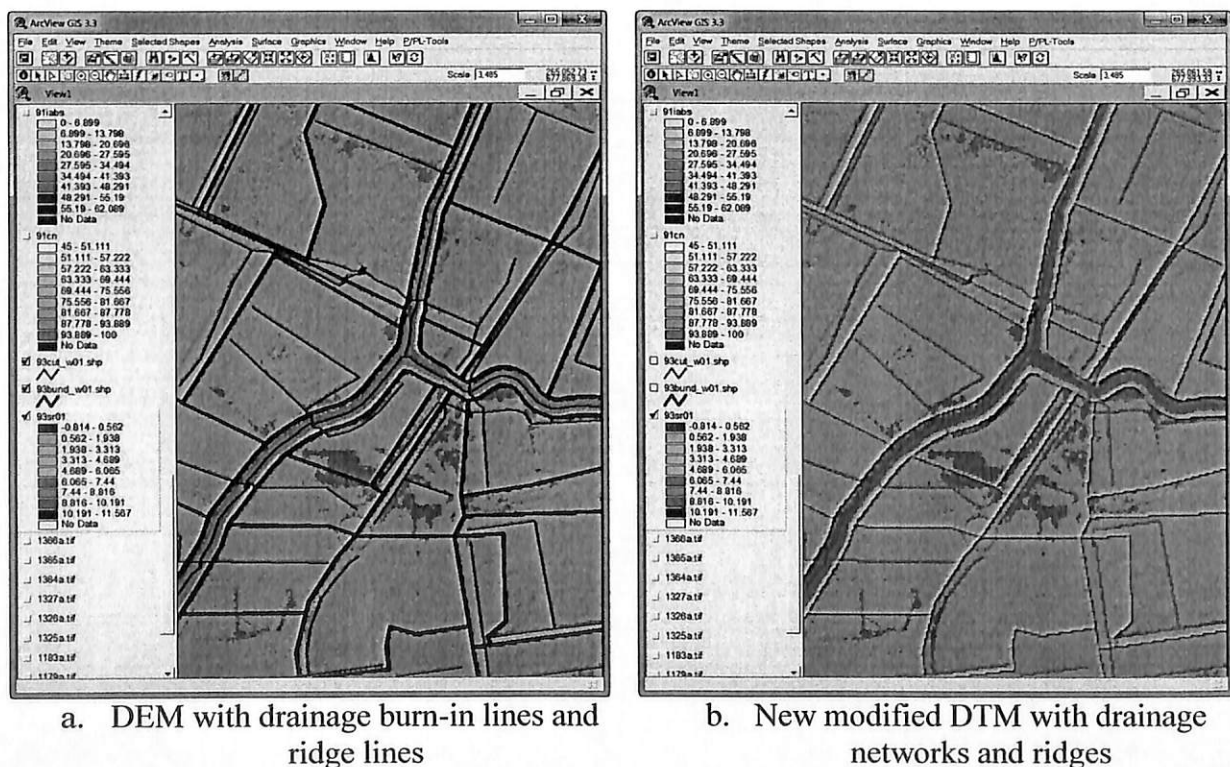 ArcView GIS 3.3
File Edit View Theme Selected Shapes Analysis Surface Graphics Window Help P/PL-Tools
Scale 3,485
View1
91iabs
0 - 6.899
6.899 - 13.798
13.798 - 20.696
20.696 - 27.595
27.595 - 34.494
34.494 - 41.393
41.393 - 48.291
48.291 - 55.19
55.19 - 62.089
No Data
91cn
45 - 51.111
51.111 - 57.222
57.222 - 63.333
63.333 - 69.444
69.444 - 75.556
75.556 - 81.667
81.667 - 87.778
87.778 - 93.889
93.889 - 100
No Data
93cut_w01.shp
93bund_w01.shp
93sr01
-0.814 - 0.562
0.562 - 1.938
1.938 - 3.313
3.313 - 4.689
4.689 - 6.065
6.065 - 7.44
7.44 - 8.816
8.816 - 10.191
10.191 - 11.567
No Data
1366a.tif
1365a.tif
1364a.tif
1327a.tif
1326a.tif
1325a.tif
1183a.tif
1179a.tif
a. DEM with drainage burn-in lines and
ridge lines
ArcView GIS 3.3
File Edit View Theme Selected Shapes Analysis Surface Graphics Window Help P/PL-Tools
Scale 3,485
View1
91iabs
0 - 6.899
6.899 - 13.798
13.798 - 20.696
20.696 - 27.595
27.595 - 34.494
34.494 - 41.393
41.393 - 48.291
48.291 - 55.19
55.19 - 62.089
No Data
91cn
45 - 51.111
51.111 - 57.222
57.222 - 63.333
63.333 - 69.444
69.444 - 75.556
75.556 - 81.667
81.667 - 87.778
87.778 - 93.889
93.889 - 100
No Data
93cut_w01.shp
93bund_w01.shp
93sr01
-0.814 - 0.562
0.562 - 1.938
1.938 - 3.313
3.313 - 4.689
4.689 - 6.065
6.065 - 7.44
7.44 - 8.816
8.816 - 10.191
10.191 - 11.567
No Data
1366a.tif
1365a.tif
1364a.tif
1327a.tif
1326a.tif
1325a.tif
1183a.tif
1179a.tif
b. New modified DTM with drainage
networks and ridges